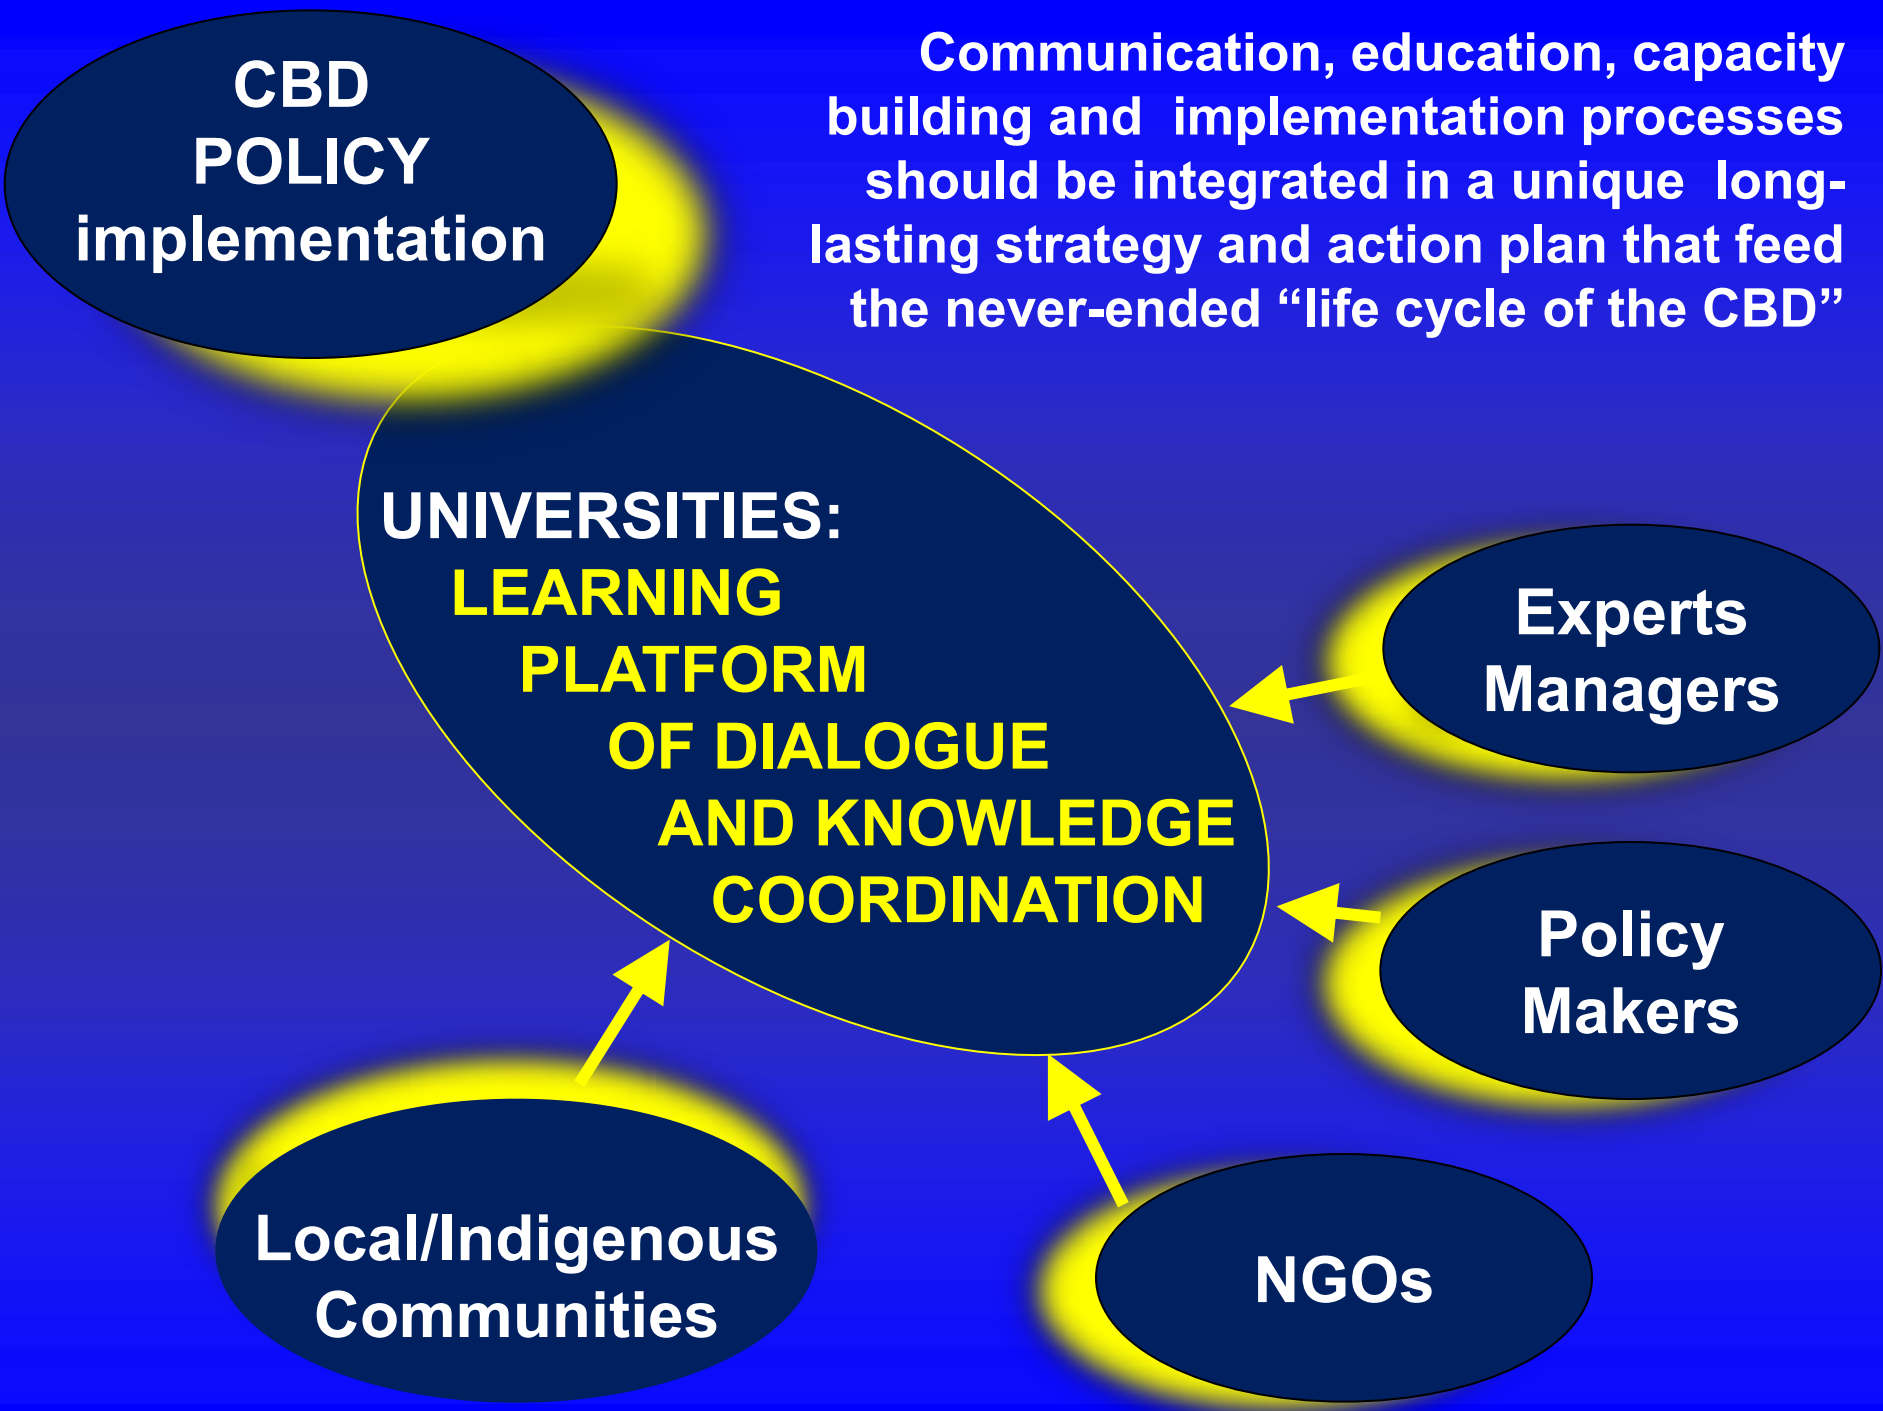 CBD
POLICY
implementation
Communication, education, capacity
building and  implementation processes
should be integrated in a unique  long-
lasting strategy and action plan that feed
the never-ended “life cycle of the CBD”
UNIVERSITIES:
LEARNING
PLATFORM
OF DIALOGUE
AND KNOWLEDGE
COORDINATION
Experts
Managers
Policy
Makers
Local/Indigenous
Communities
NGOs